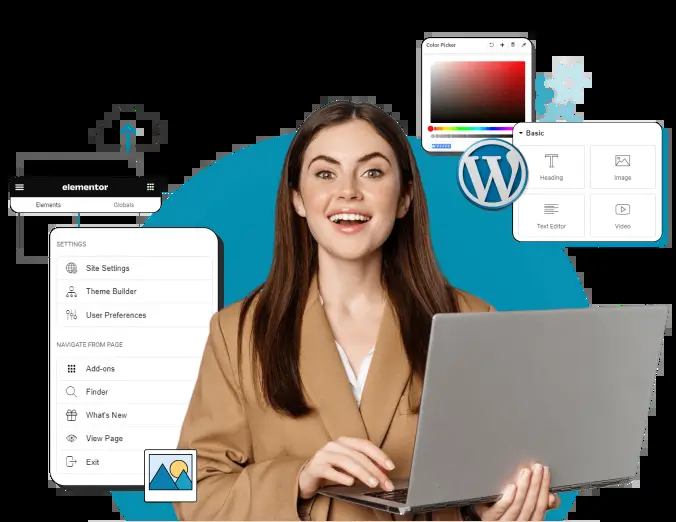 Color Picker
Basic
Heading
Image
Text Editor
Video
elementor
Elements
Globals
SETTINGS
Site Settings
Theme Builder
User Preferences
NAVIGATE FROM PAGE
Add-ons
Finder
What's New
View Page
Exit
W